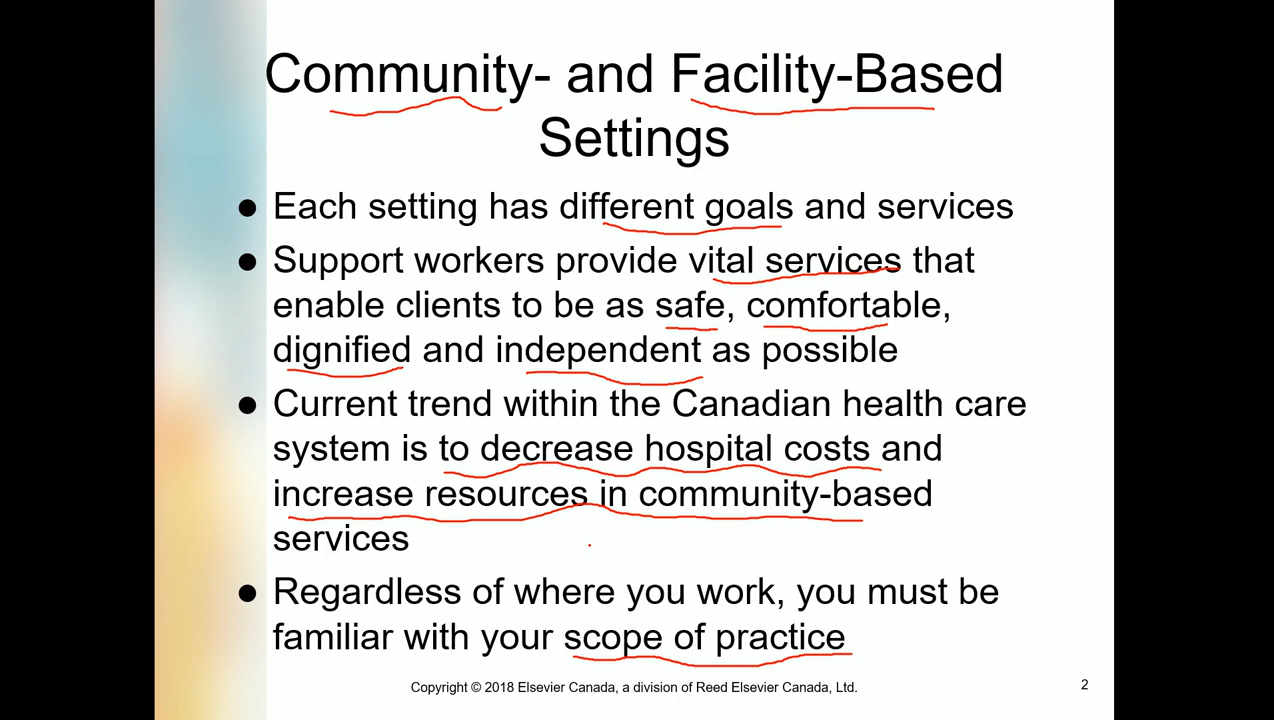 Community- and Facility-Based
Settings
● Each setting has different goals and services
● Support workers provide vital services that
enable clients to be as safe, comfortable,
dignified and independent as possible
● Current trend within the Canadian health care
system is to decrease hospital costs and
increase resources in community-based
services
● Regardless of where you work, you must be
familiar with your scope of practice
Copyright © 2018 Elsevier Canada, a division of Reed Elsevier Canada, Ltd.
2